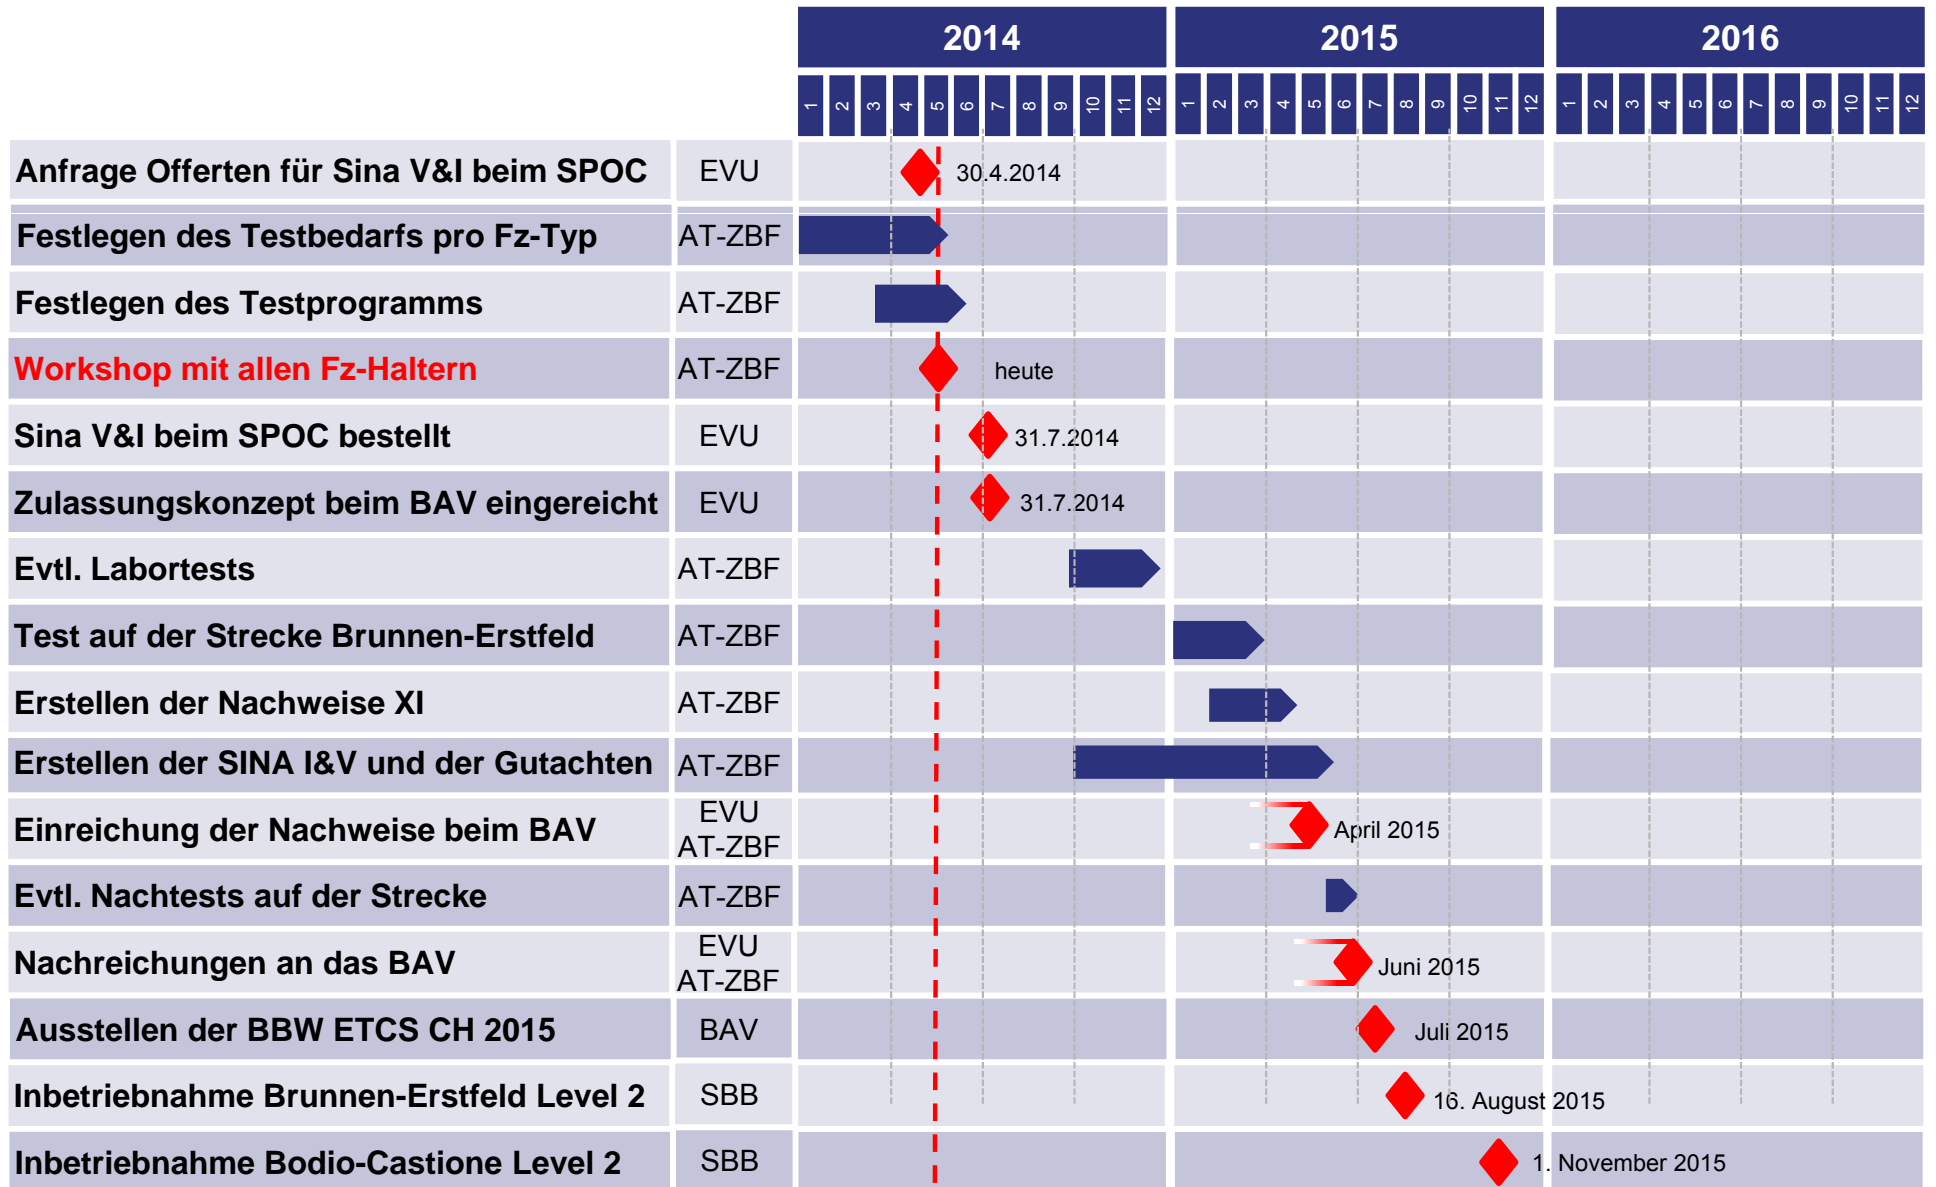 2014 2015 2016
1 2 3 4 5 6 7 8 9 10 11 12 1 2 3 4 5 6 7 8 9 10 11 12 1 2 3 4 5 6 7 8 9 10 11 12
Anfrage Offerten für Sina V&I beim SPOC EVU 30.4.2014
Festlegen des Testbedarfs pro Fz-Typ AT-ZBF
Festlegen des Testprogramms AT-ZBF
Workshop mit allen Fz-Haltern AT-ZBF heute
Sina V&I beim SPOC bestellt EVU 31.7.2014
Zulassungskonzept beim BAV eingereicht EVU 31.7.2014
Evtl. Labortests AT-ZBF
Test auf der Strecke Brunnen-Erstfeld AT-ZBF
Erstellen der Nachweise XI AT-ZBF
Erstellen der SINA I&V und der Gutachten AT-ZBF
Einreichung der Nachweise beim BAV EVU AT-ZBF April 2015
Evtl. Nachtests auf der Strecke AT-ZBF
Nachreichungen an das BAV EVU AT-ZBF Juni 2015
Ausstellen der BBW ETCS CH 2015 BAV Juli 2015
Inbetriebnahme Brunnen-Erstfeld Level 2 SBB 16. August 2015
Inbetriebnahme Bodio-Castione Level 2 SBB 1. November 2015